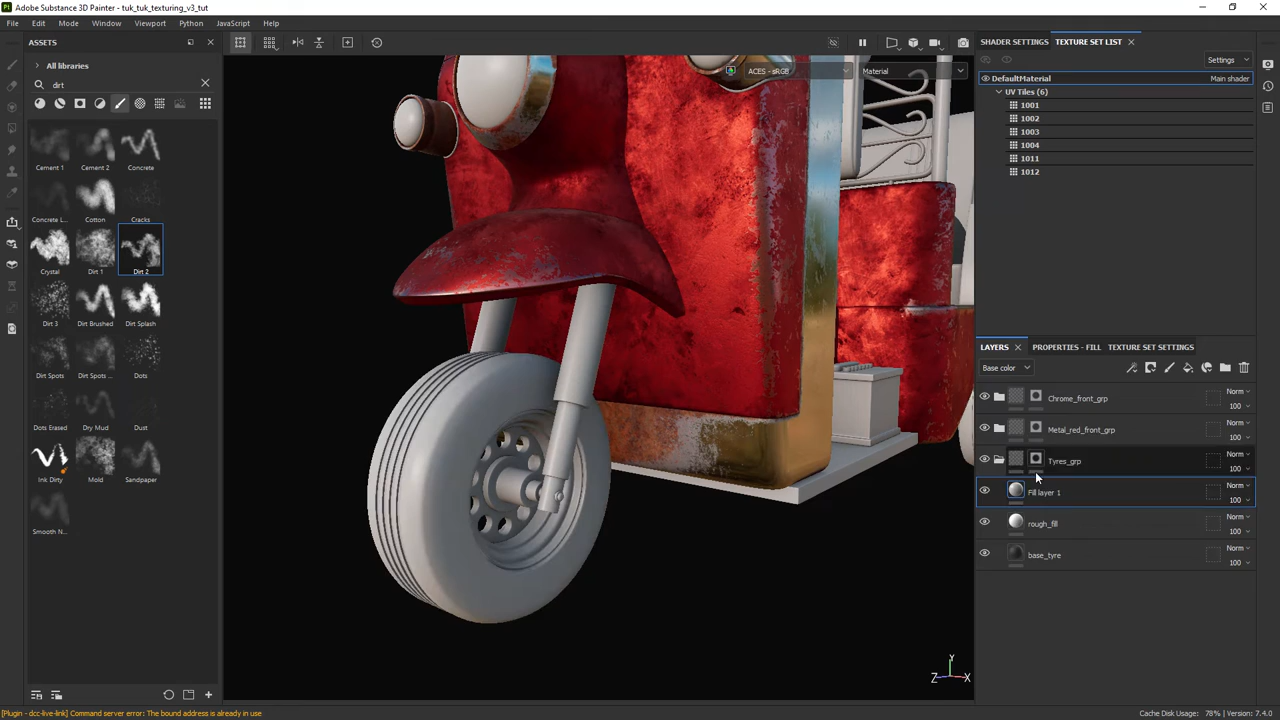 Adobe Substance 3D Painter - tuk_tuk_texturing_v3_tut
File Edit Mode Window Viewport Python JavaScript Help
ASSETS
All libraries
dirt
Cement 1
Cement 2
Concrete
Concrete L...
Cotton
Cracks
Crystal
Dirt 1
Dirt 2
Dirt 3
Dirt Brushed
Dirt Splash
Dirt Spots
Dirt Spots ...
Dots
Dots Erased
Dry Mud
Dust
Ink Dirty
Mold
Sandpaper
Smooth N...
ACES - sRGB
Material
Y
Z
X
SHADER SETTINGS
TEXTURE SET LIST
Settings
DefaultMaterial
Main shader
UV Tiles (6)
1001
1002
1003
1004
1011
1012
LAYERS
PROPERTIES - FILL
TEXTURE SET SETTINGS
Base color
Chrome_front_grp
Norm
100
Metal_red_front_grp
Norm
100
Tyres_grp
Norm
100
Fill layer 1
Norm
100
rough_fill
Norm
100
base_tyre
Norm
100
[Plugin - dcc-live-link] Command server error: The bound address is already in use
Cache Disk Usage: 78% | Version: 7.4.0